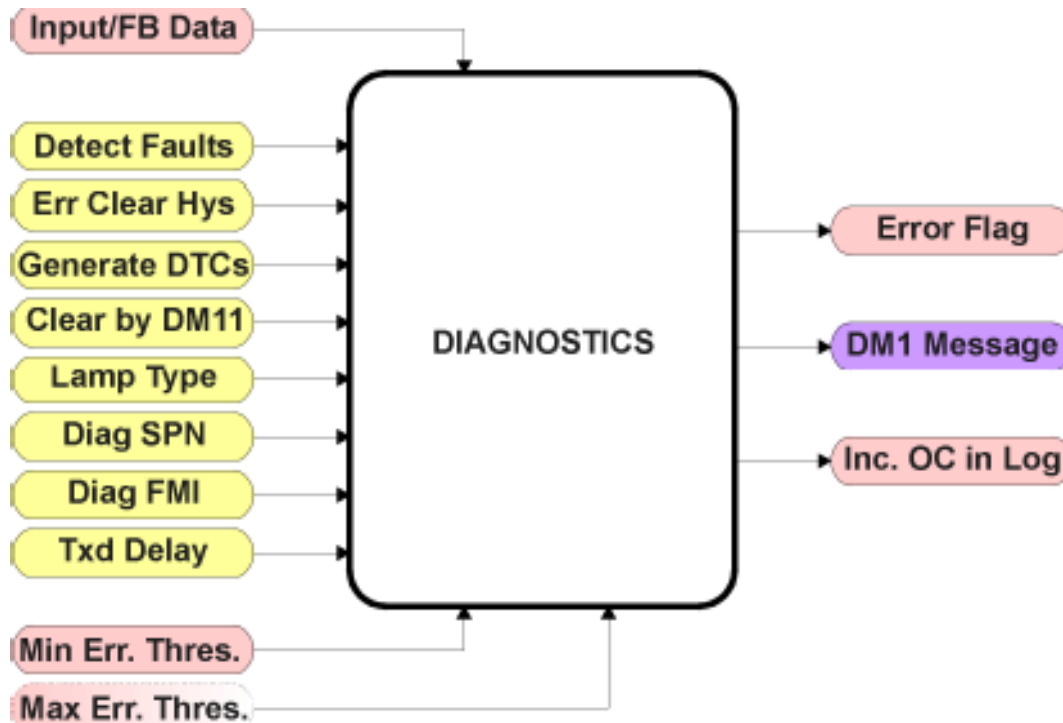 Input/FB Data
Detect Faults
Err Clear Hys
Generate DTCs
Clear by DM11
Lamp Type
Diag SPN
Diag FMI
Txd Delay
Min Err. Thres.
Max Err. Thres.
DIAGNOSTICS
Error Flag
DM1 Message
Inc. OC in Log